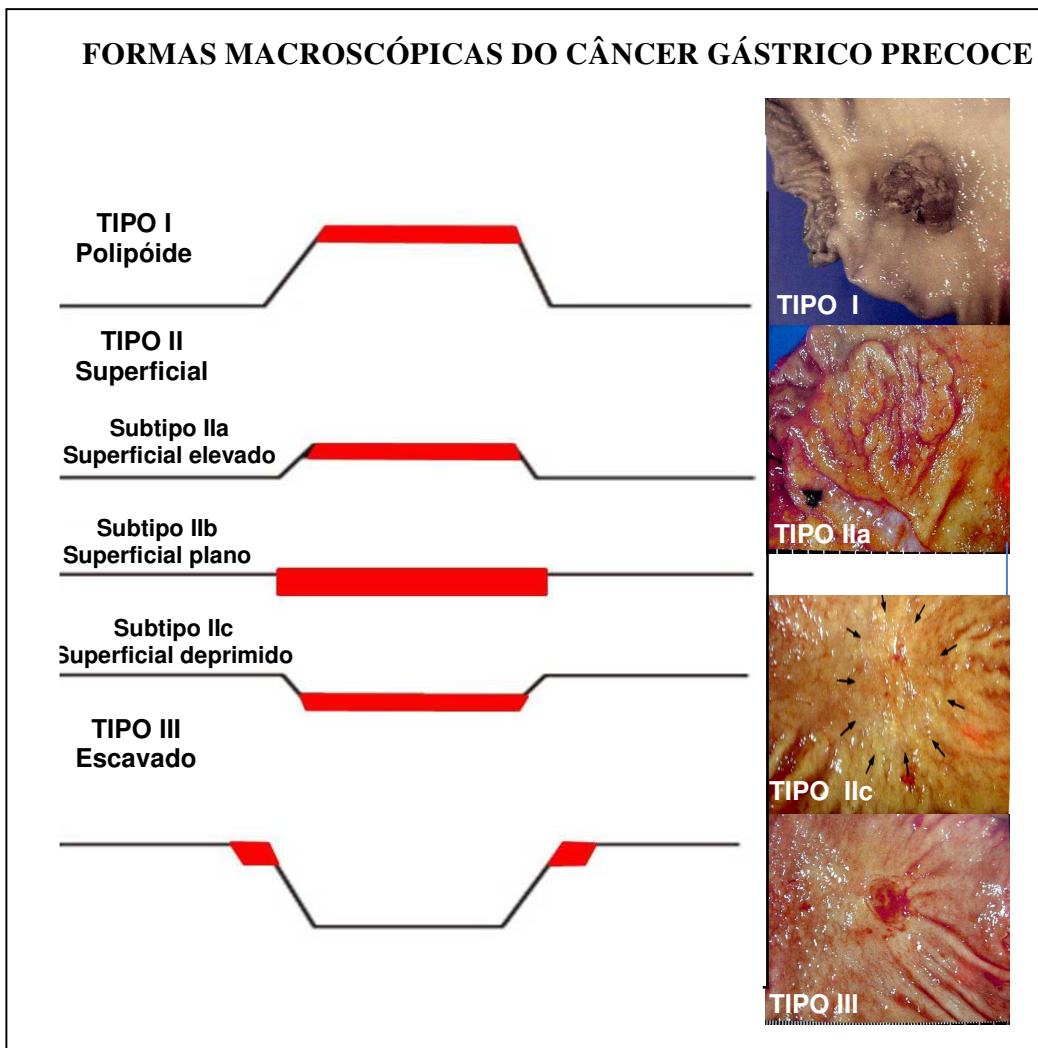 FORMAS MACROSCÓPICAS DO CÂNCER GÁSTRICO PRECOCE
TIPO I
Polipóide
TIPO II
Superficial
Subtipo IIa
Superficial elevado
Subtipo IIb
Superficial plano
Subtipo IIc
Superficial deprimido
TIPO III
Escavado
TIPO I
TIPO IIa
TIPO IIc
TIPO III